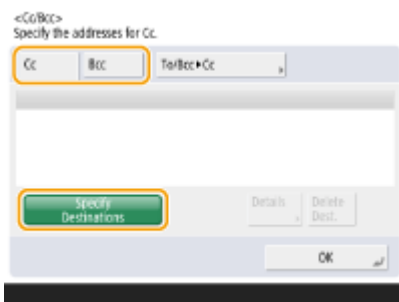 <Cc/Bcc>
Specify the addresses for Cc.
Cc Bcc To/Bcc▶Cc
Specify
Destinations
Details
Delete
Dest.
OK